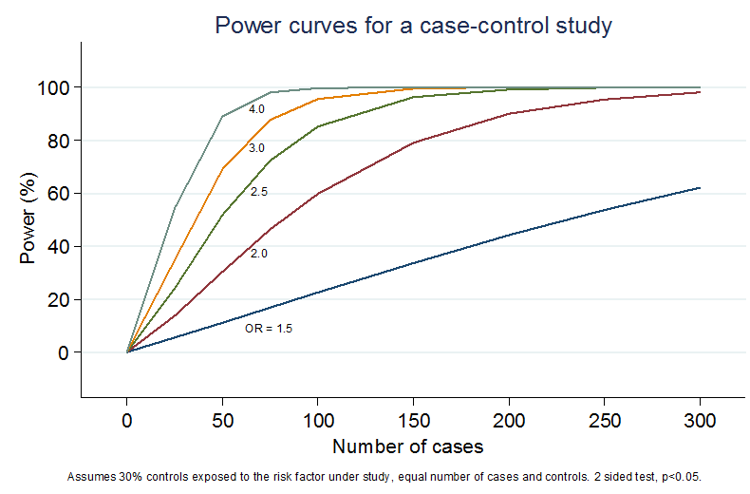 Power curves for a case-control study
100
80
60
40
20
0
Power (%)
4.0
3.0
2.5
2.0
OR = 1.5
0 50 100 150 200 250 300
Number of cases
Assumes 30% controls exposed to the risk factor under study, equal number of cases and controls. 2 sided test, p<0.05.